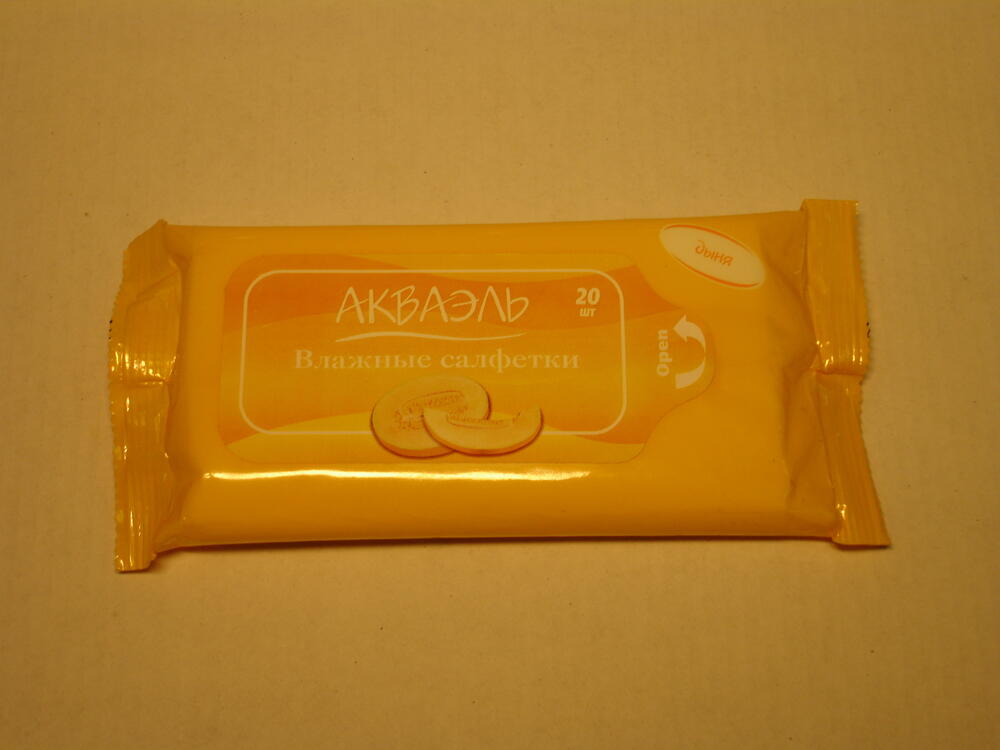 АКВАЭЛЬ
20
шт
Влажные салфетки
дыня
Open